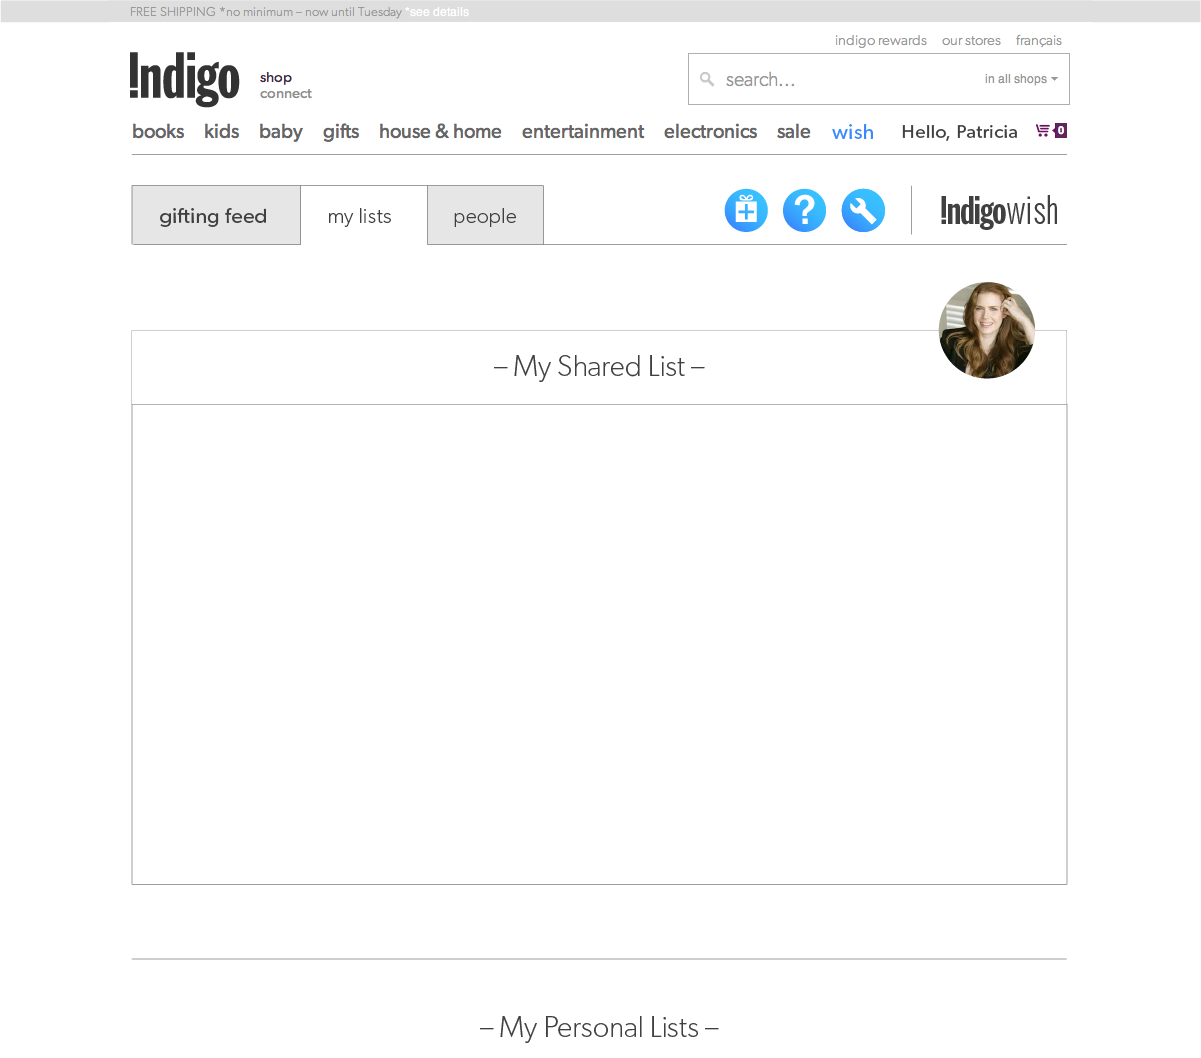 FREE SHIPPING *no minimum – now until Tuesday *see details
indigo rewards our stores français
!ndigo
shop
connect
search...
in all shops
books kids baby gifts house & home entertainment electronics sale wish Hello, Patricia 0
gifting feed my lists people
?
!ndigowish
– My Shared List –
– My Personal Lists –